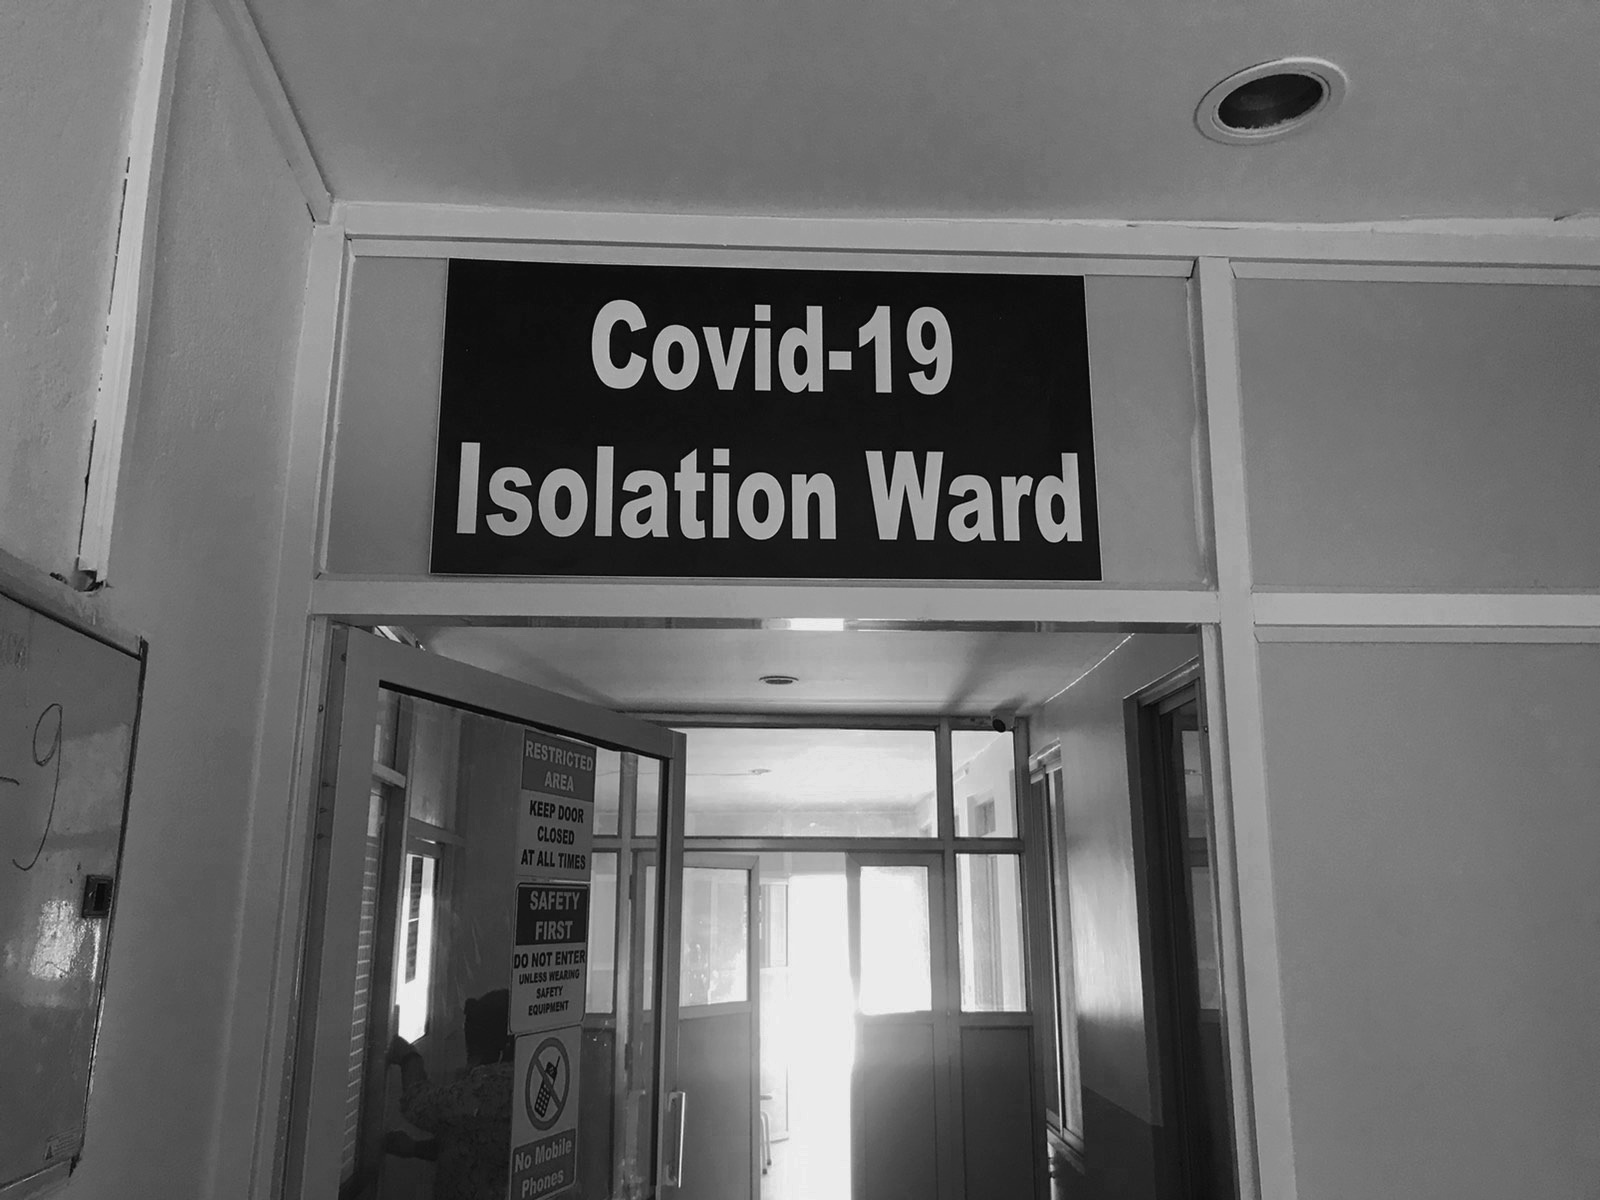 Covid-19
Isolation Ward
RESTRICTED
AREA
KEEP DOOR
CLOSED
AT ALL TIMES
SAFETY
FIRST
DO NOT ENTER
UNLESS WEARING
SAFETY
EQUIPMENT
No Mobile
Phones